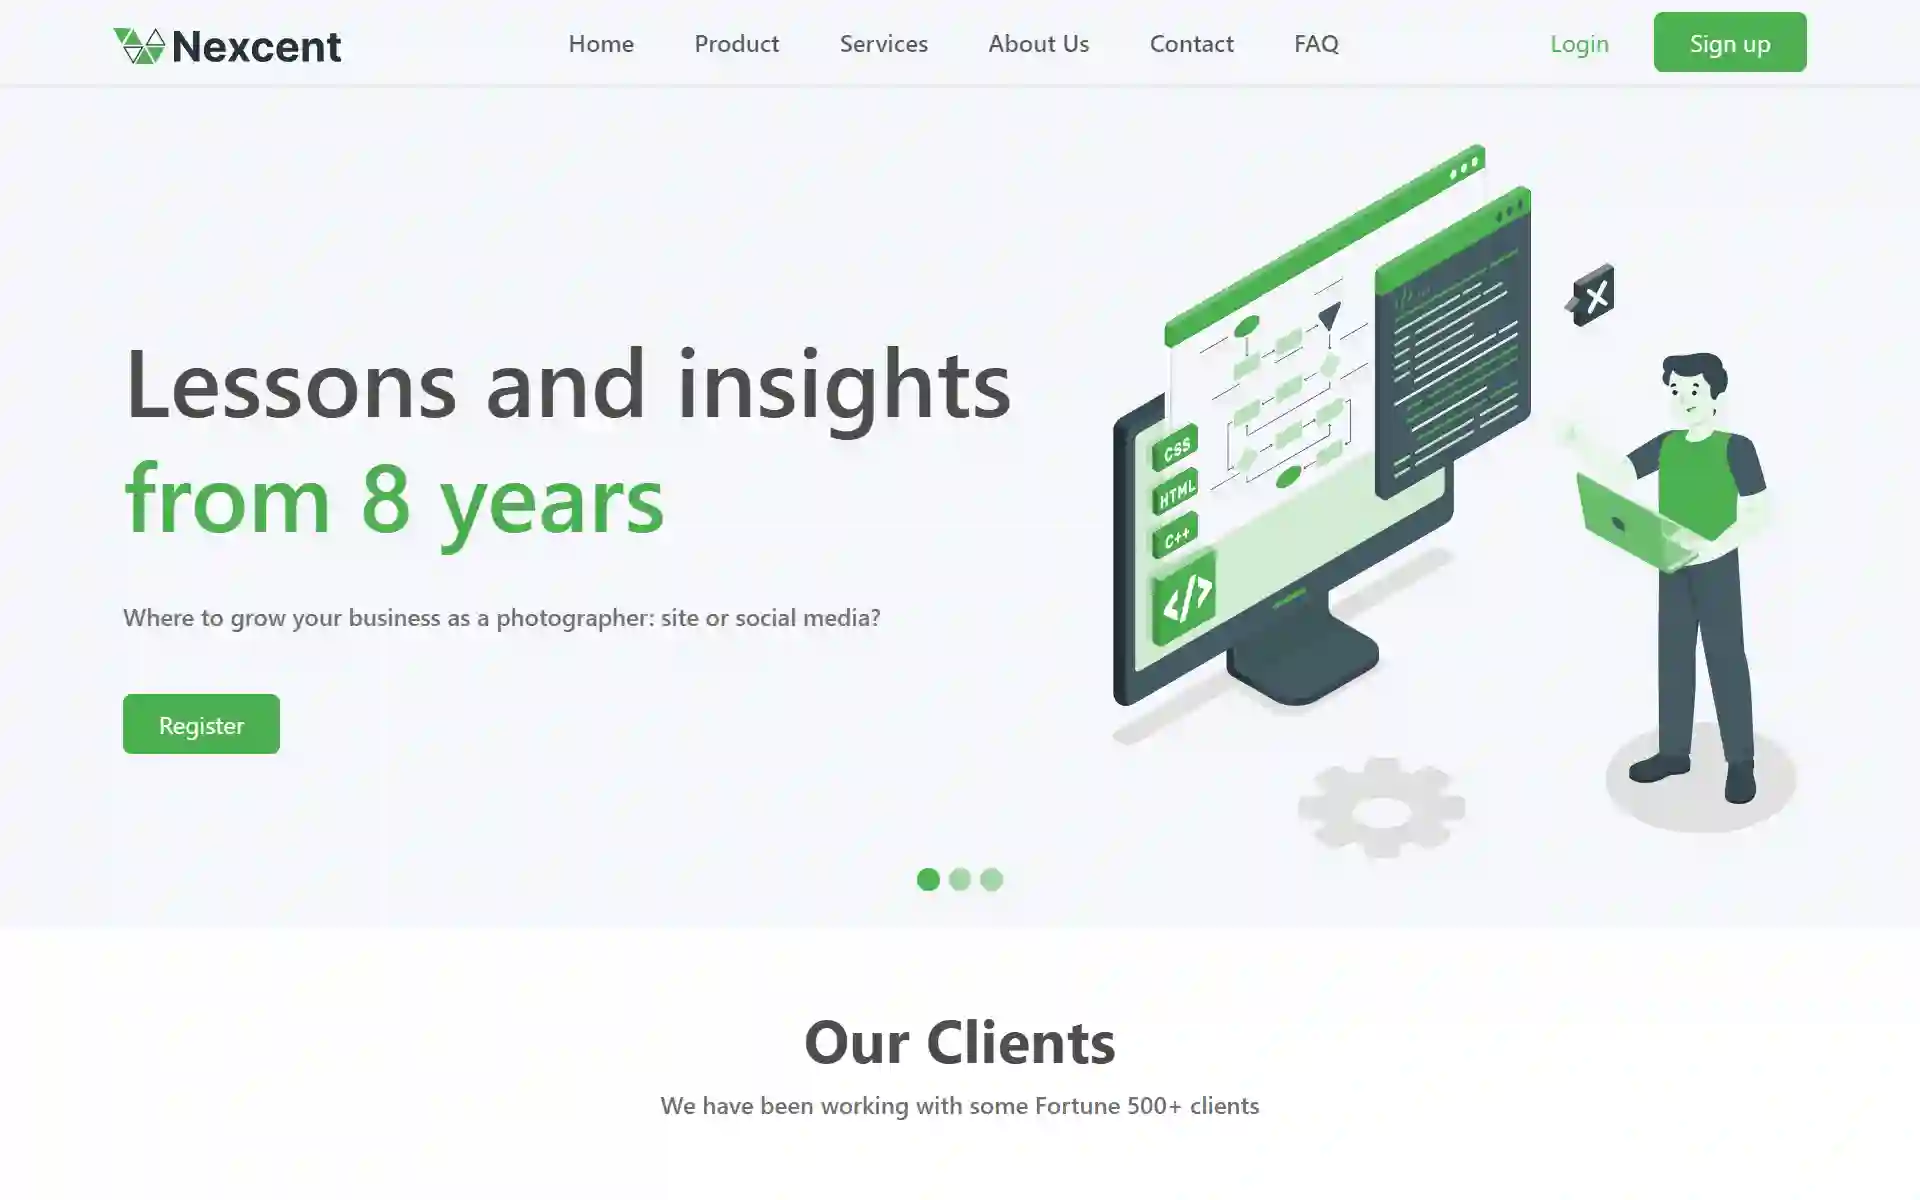 Nexcent
Home Product Services About Us Contact FAQ
Login Sign up
Lessons and insights
from 8 years
Where to grow your business as a photographer: site or social media?
Register
CSS
HTML
C++
</>
Our Clients
We have been working with some Fortune 500+ clients